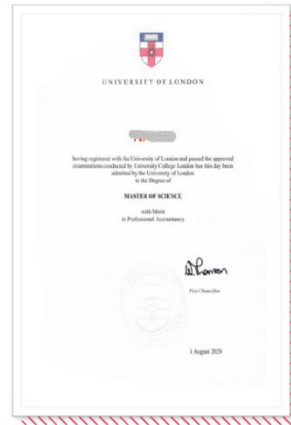 UNIVERSITY OF LONDON
having registered with the University of London and passed the approved
examinations conducted by University College London has this day been
admitted by the University of London
to the Degree of
MASTER OF SCIENCE
with Merit
in Professional Accountancy
Vice-Chancellor
1 August 2020